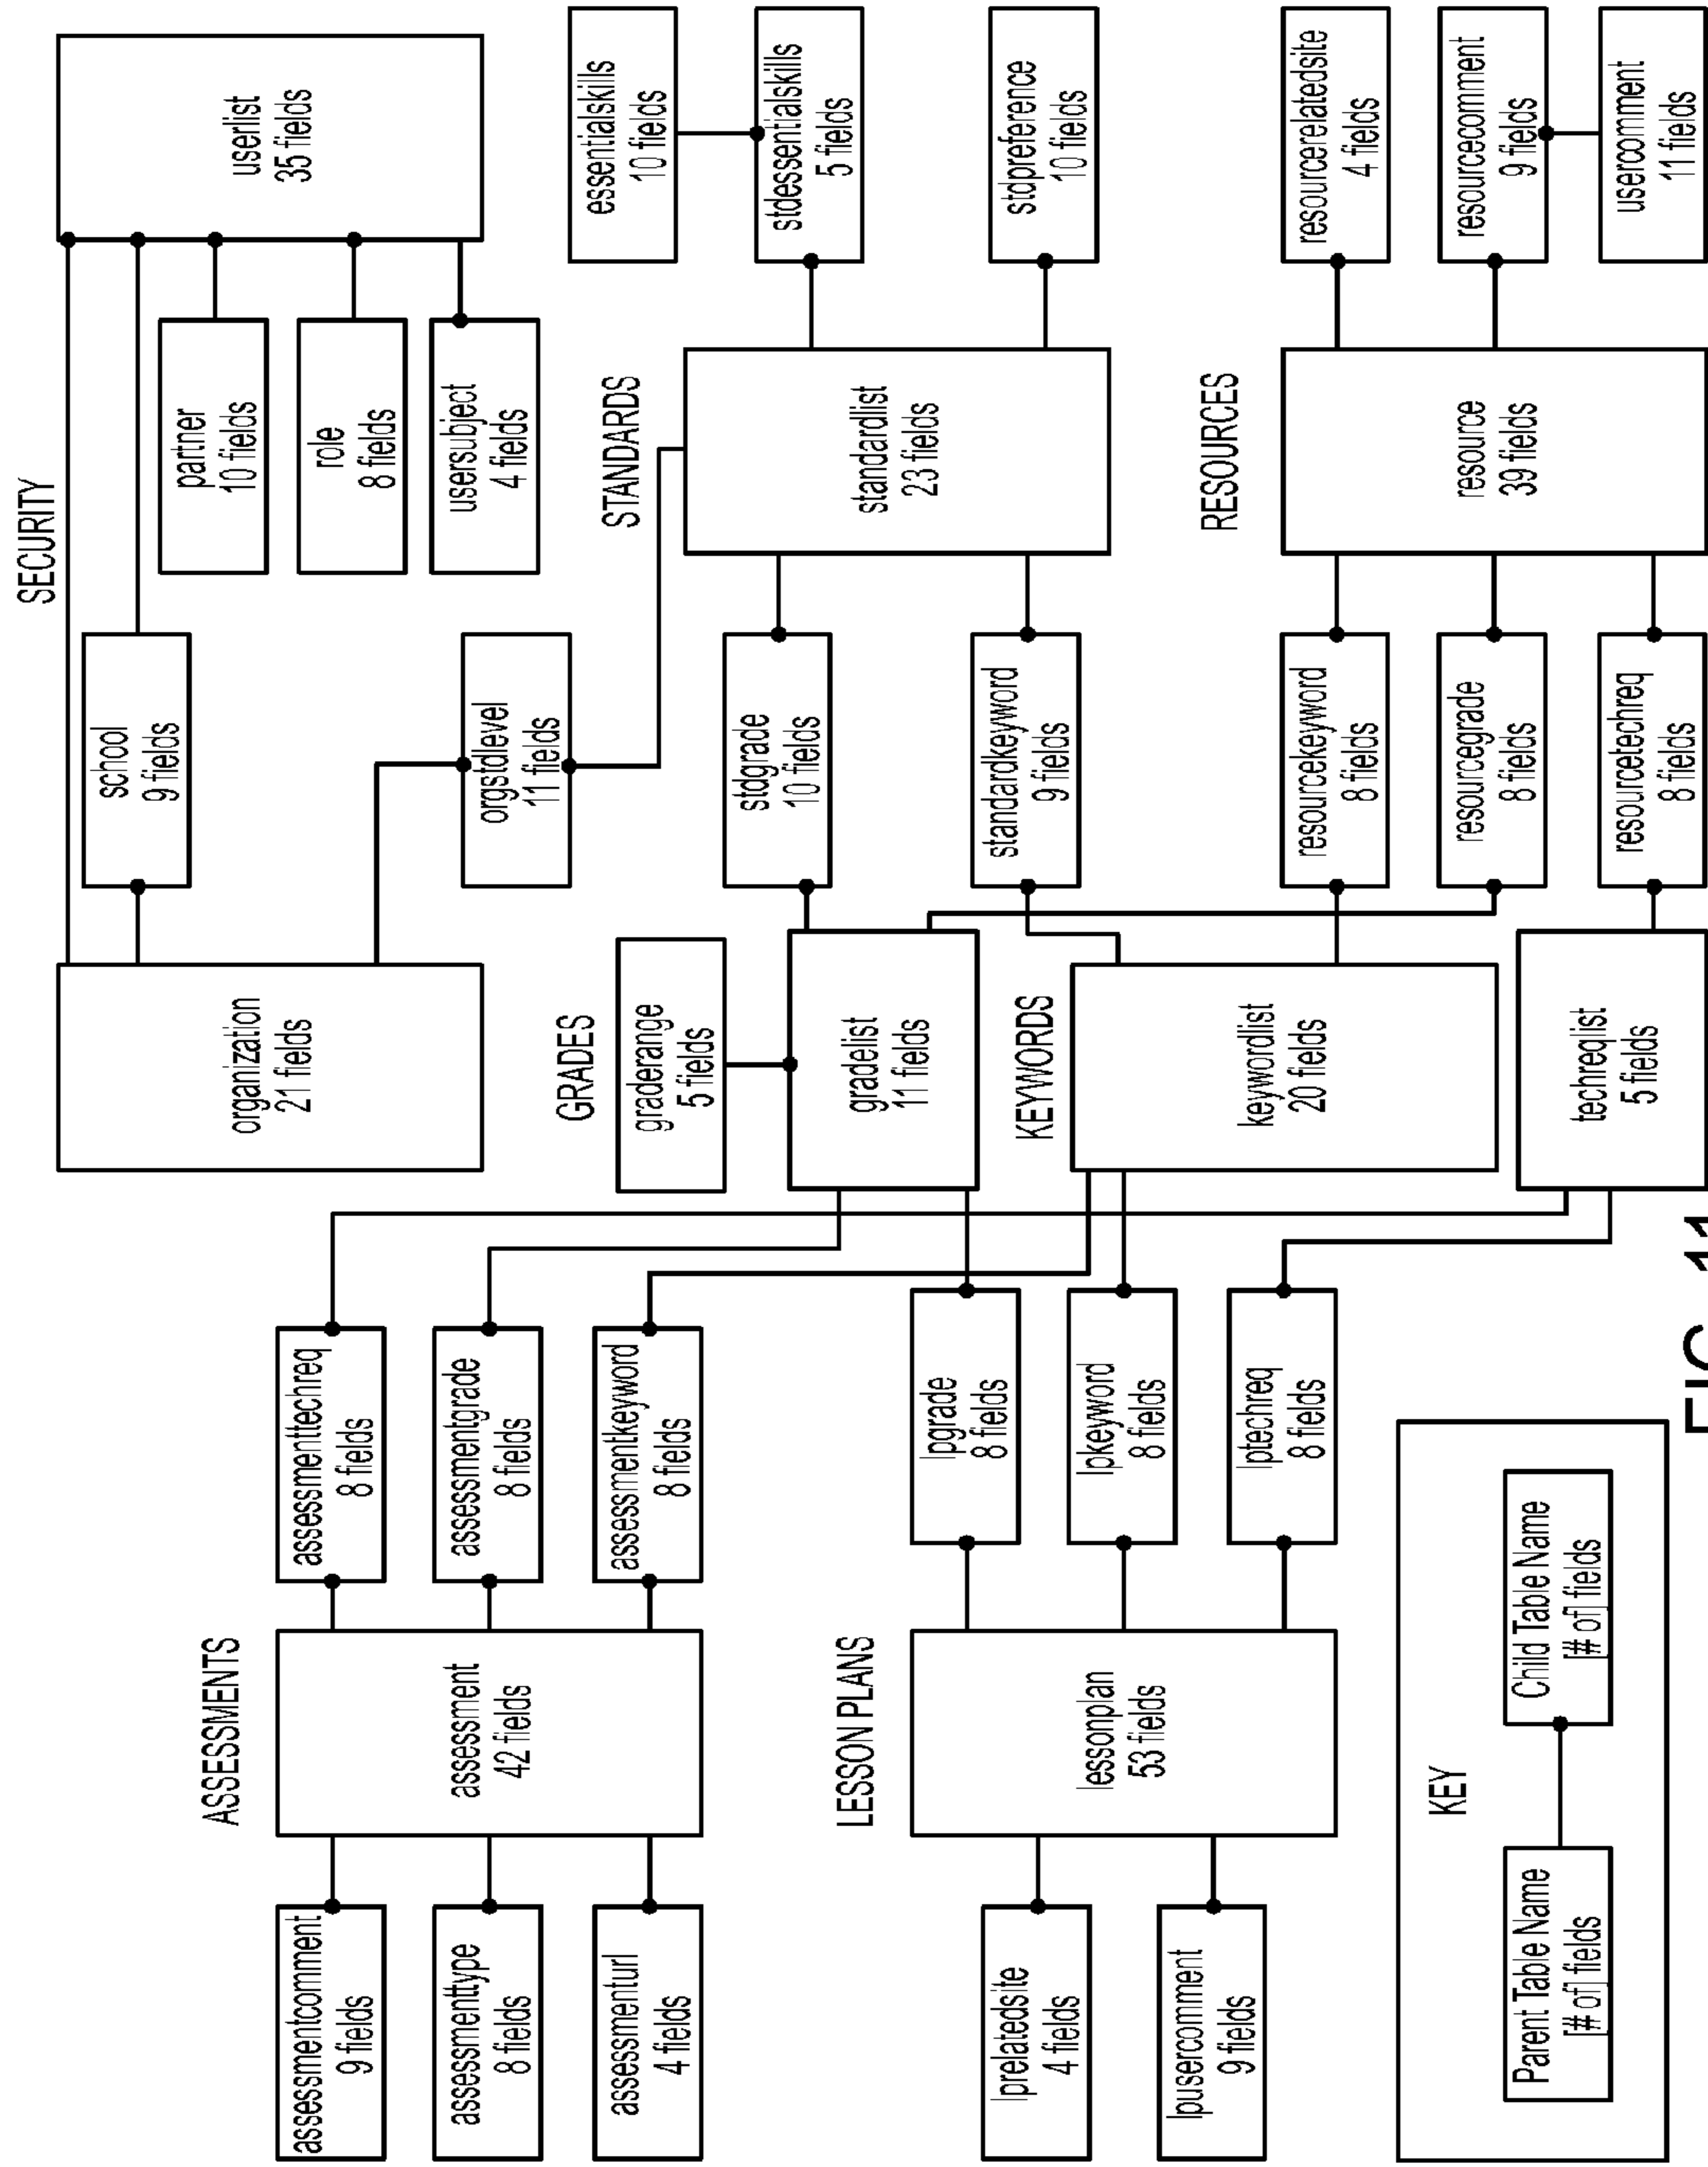 SECURITY
organization
21 fields
school
9 fields
userlist
35 fields
partner
10 fields
role
8 fields
usersubject
4 fields
orgstdlevel
11 fields
ASSESSMENTS
assessmentcomment
9 fields
assessmenttype
8 fields
assessmenturl
4 fields
assessment
42 fields
assessmenttechreq
8 fields
assessmentgrade
8 fields
assessmentkeyword
8 fields
GRADES
graderange
5 fields
gradelist
11 fields
STANDARDS
stdgrade
10 fields
standardkeyword
9 fields
standardlist
23 fields
essentialskills
10 fields
stdessentialskills
5 fields
stdpreference
10 fields
LESSON PLANS
lprelatedsite
4 fields
lpusercomment
9 fields
lessonplan
53 fields
lpgrade
8 fields
lpkeyword
8 fields
lptechreq
8 fields
KEYWORDS
keywordlist
20 fields
techreqlist
5 fields
RESOURCES
resourcekeyword
8 fields
resourcegrade
8 fields
resourcetechreq
8 fields
resource
39 fields
resourcerelatedsite
4 fields
resourcecomment
9 fields
usercomment
11 fields
KEY
Parent Table Name
[# of] fields
Child Table Name
[# of] fields